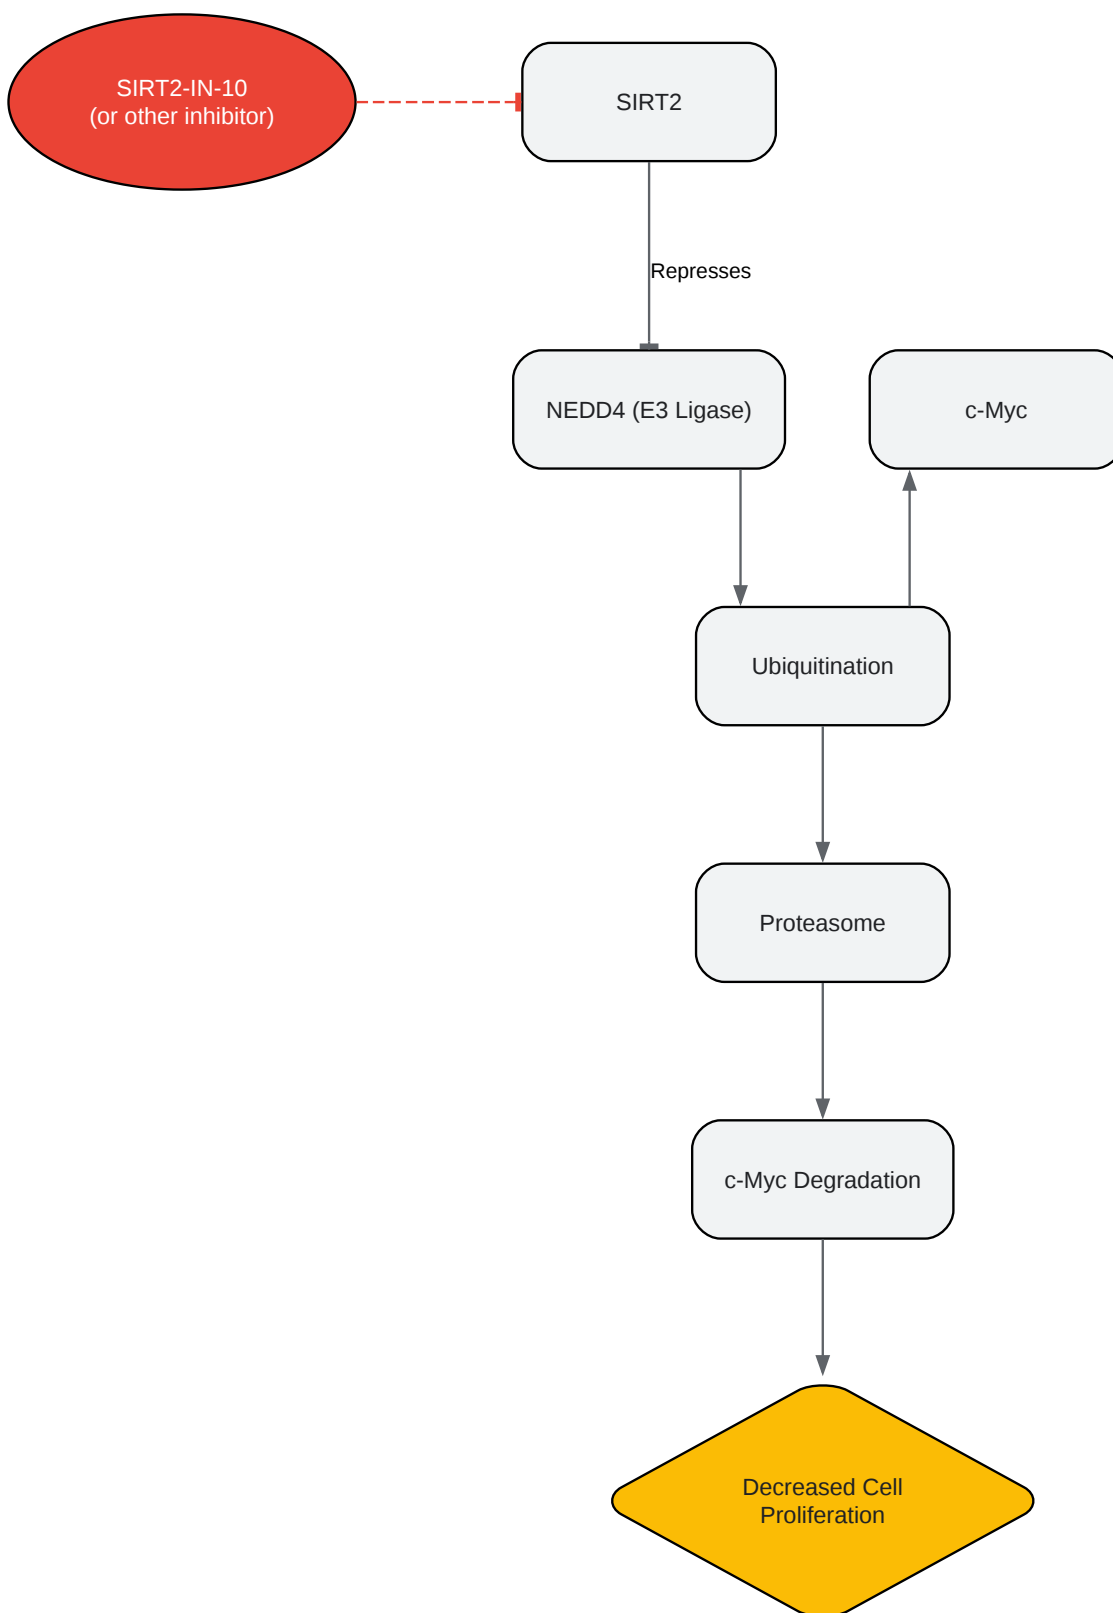 SIRT2-IN-10
(or other inhibitor)
SIRT2
Represses
NEDD4 (E3 Ligase)
c-Myc
Ubiquitination
Proteasome
c-Myc Degradation
Decreased Cell
Proliferation